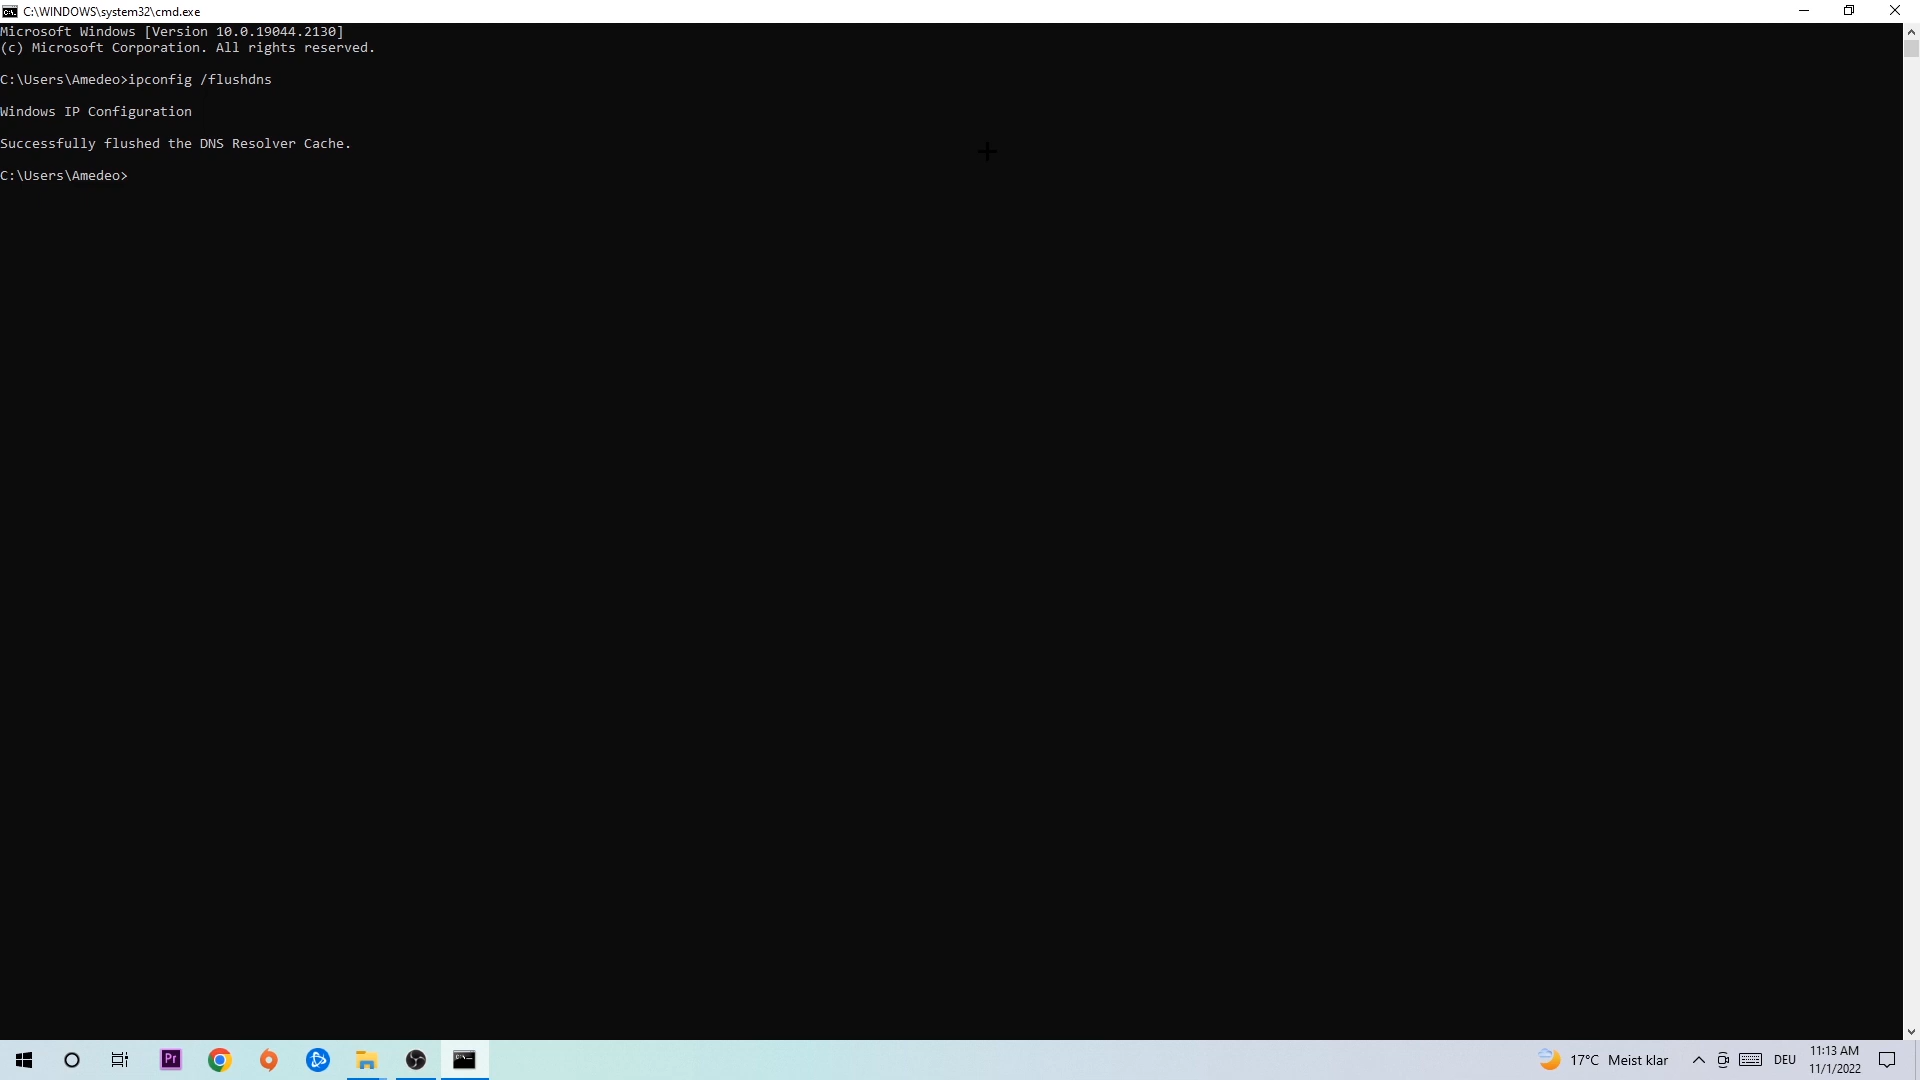 C:\WINDOWS\system32\cmd.exe
Microsoft Windows [Version 10.0.19044.2130]
(c) Microsoft Corporation. All rights reserved.
C:\Users\Amedeo>ipconfig /flushdns
Windows IP Configuration
Successfully flushed the DNS Resolver Cache.
C:\Users\Amedeo>
Pr
17°C Meist klar
DEU
11:13 AM
11/1/2022